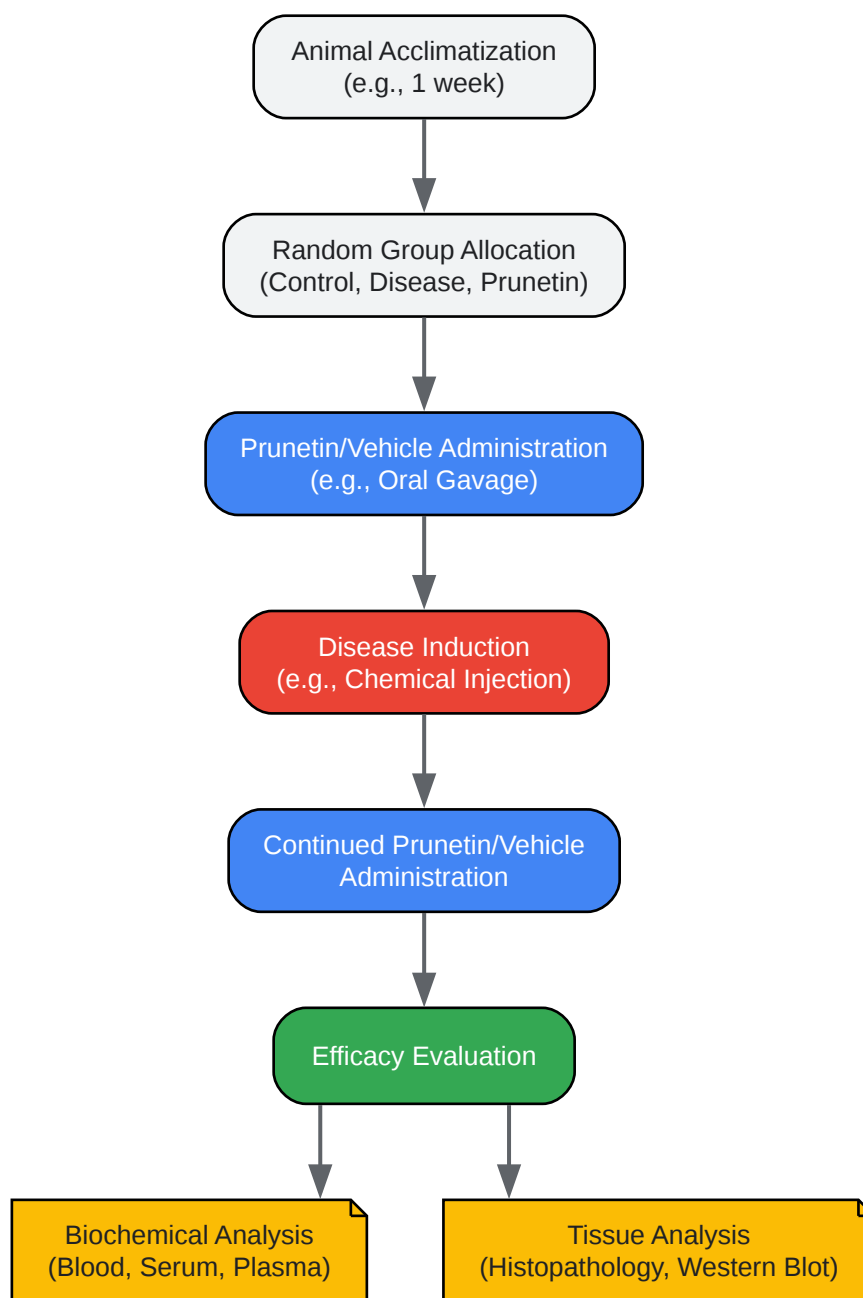 Animal Acclimatization
(e.g., 1 week)
Random Group Allocation
(Control, Disease, Prunetin)
Prunetin/Vehicle Administration
(e.g., Oral Gavage)
Disease Induction
(e.g., Chemical Injection)
Continued Prunetin/Vehicle
Administration
Efficacy Evaluation
Biochemical Analysis
(Blood, Serum, Plasma)
Tissue Analysis
(Histopathology, Western Blot)